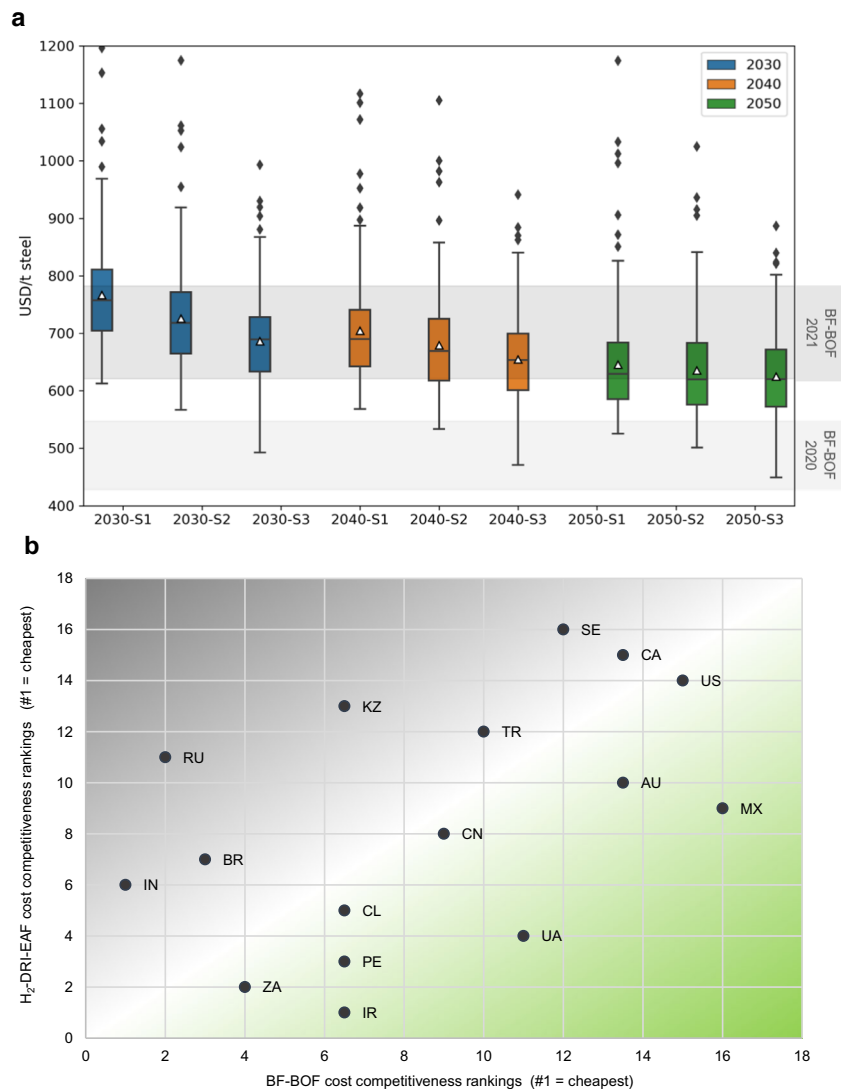 a
1200
1100
1000
900
800
700
600
500
400
USD/t steel
2030
2040
2050
BF-BOF
2021
BF-BOF
2020
2030-S1 2030-S2 2030-S3 2040-S1 2040-S2 2040-S3 2050-S1 2050-S2 2050-S3
b
18
16
14
12
10
8
6
4
2
0
H₂-DRI-EAF cost competitiveness rankings (#1 = cheapest)
SE
CA
US
KZ
TR
RU
AU
MX
CN
BR
IN
CL
UA
PE
ZA
IR
0 2 4 6 8 10 12 14 16 18
BF-BOF cost competitiveness rankings (#1 = cheapest)